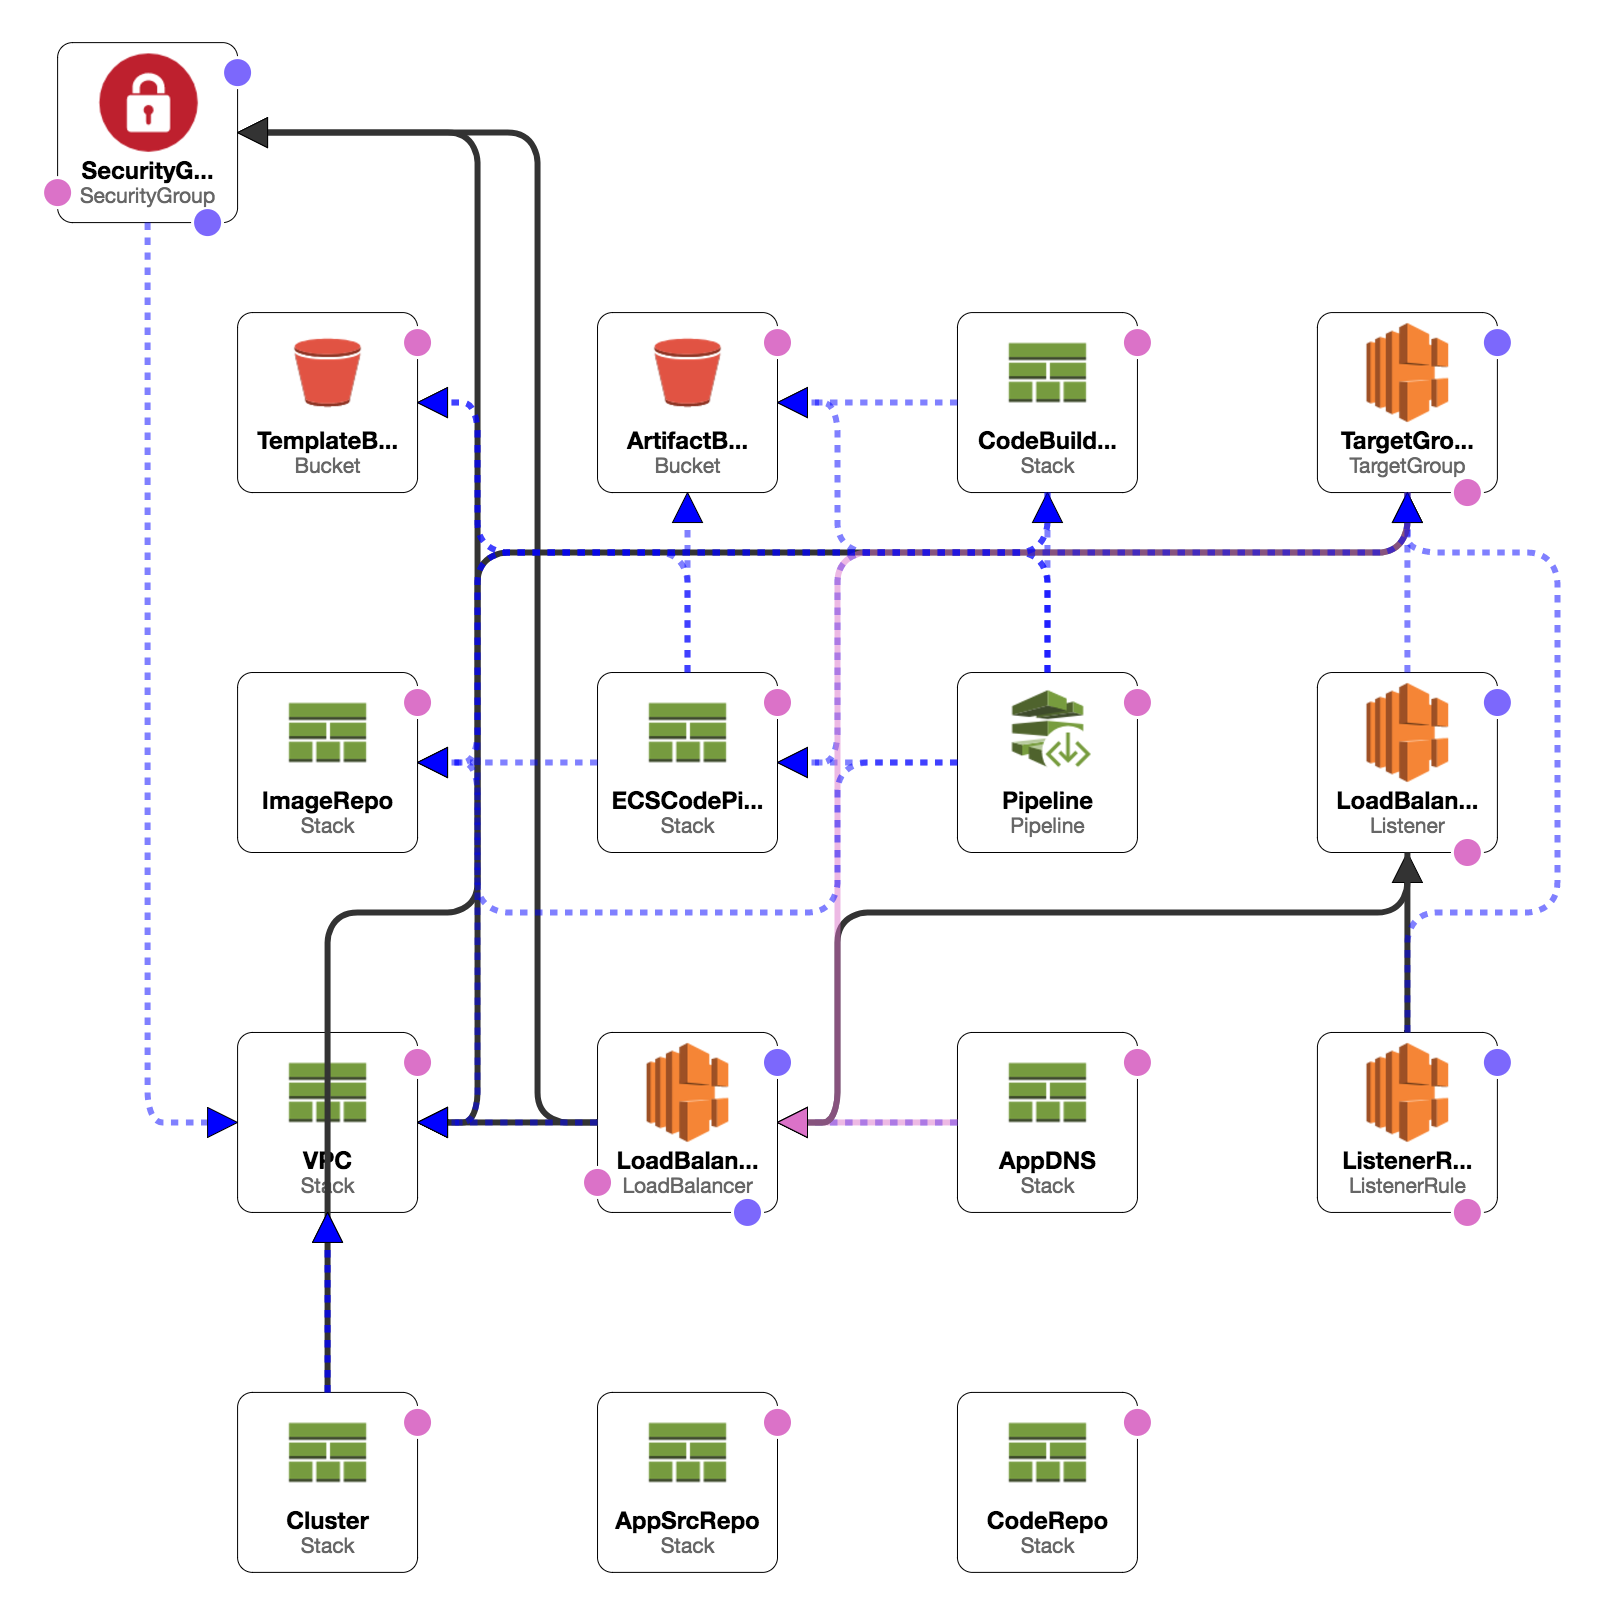 SecurityG...
SecurityGroup
TemplateB...
Bucket
ArtifactB...
Bucket
CodeBuild...
Stack
TargetGro...
TargetGroup
ImageRepo
Stack
ECSCodePi...
Stack
Pipeline
Pipeline
LoadBalan...
Listener
VPC
Stack
LoadBalan...
LoadBalancer
AppDNS
Stack
ListenerR...
ListenerRule
Cluster
Stack
AppSrcRepo
Stack
CodeRepo
Stack